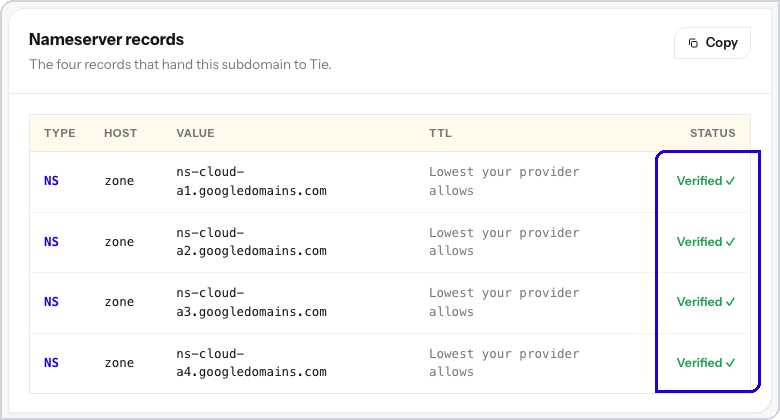 Nameserver records
Copy
The four records that hand this subdomain to Tie.
TYPE HOST VALUE TTL STATUS
NS zone ns-cloud-a1.googledomains.com Lowest your provider allows Verified ✓
NS zone ns-cloud-a2.googledomains.com Lowest your provider allows Verified ✓
NS zone ns-cloud-a3.googledomains.com Lowest your provider allows Verified ✓
NS zone ns-cloud-a4.googledomains.com Lowest your provider allows Verified ✓